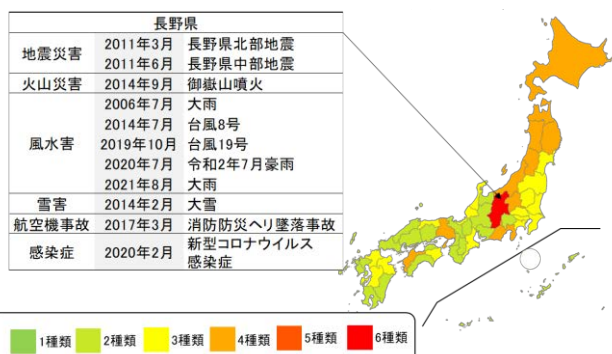 長野県
地震災害 2011年3月 長野県北部地震
2011年6月 長野県中部地震
火山災害 2014年9月 御嶽山噴火
風水害 2006年7月 大雨
2014年7月 台風8号
2019年10月 台風19号
2020年7月 令和2年7月豪雨
2021年8月 大雨
雪害 2014年2月 大雪
航空機事故 2017年3月 消防防災ヘリ墜落事故
感染症 2020年2月 新型コロナウイルス
感染症
1種類 2種類 3種類 4種類 5種類 6種類